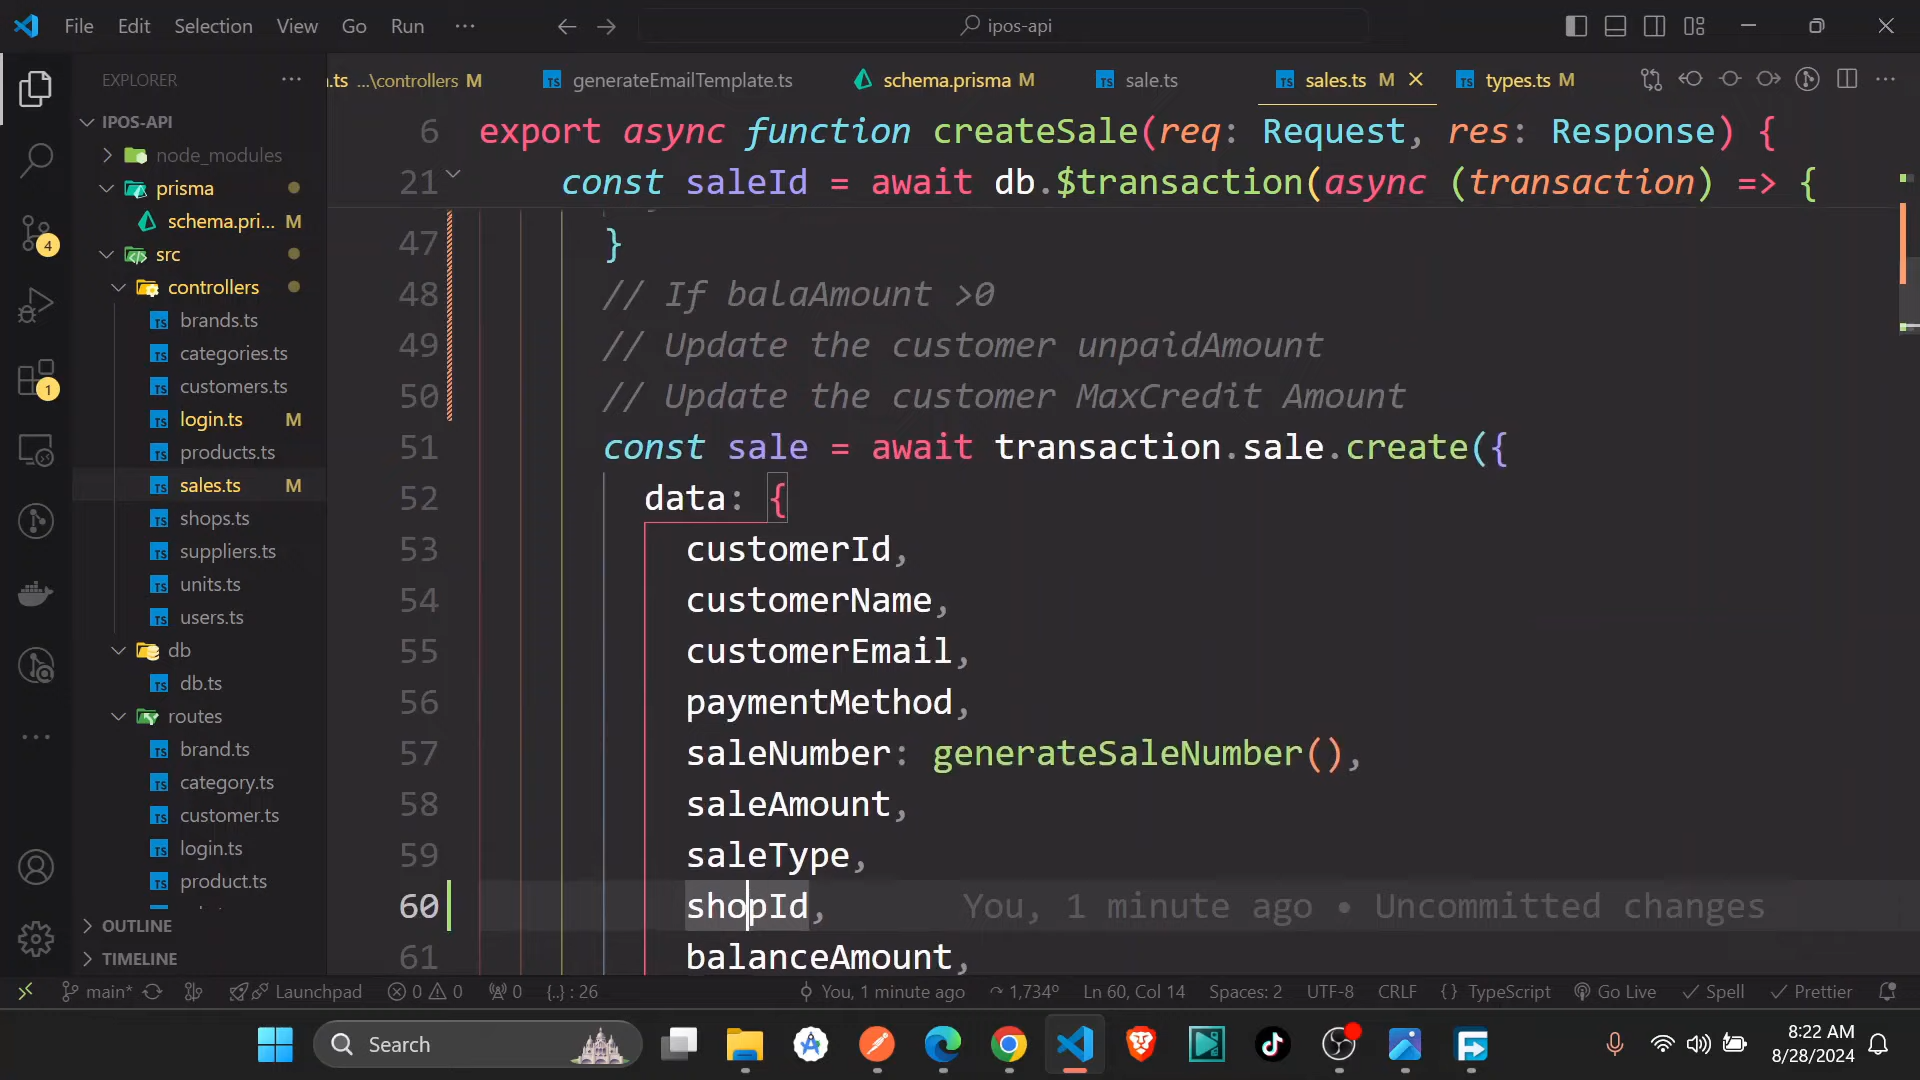 File Edit Selection View Go Run ··· ipos-api
EXPLORER
.ts ...\controllers M generateEmailTemplate.ts schema.prisma M sale.ts sales.ts M types.ts M
IPOS-API
node_modules
prisma
schema.pri... M
src
controllers
brands.ts
categories.ts
customers.ts
login.ts M
products.ts
sales.ts M
shops.ts
suppliers.ts
units.ts
users.ts
db
db.ts
routes
brand.ts
category.ts
customer.ts
login.ts
product.ts
OUTLINE
TIMELINE
4
1
6 export async function createSale(req: Request, res: Response) {
21 const saleId = await db.$transaction(async (transaction) => {
47 }
48 // If balaAmount >0
49 // Update the customer unpaidAmount
50 // Update the customer MaxCredit Amount
51 const sale = await transaction.sale.create({
52 data: {
53 customerId,
54 customerName,
55 customerEmail,
56 paymentMethod,
57 saleNumber: generateSaleNumber(),
58 saleAmount,
59 saleType,
60 shopId, You, 1 minute ago • Uncommitted changes
61 balanceAmount,
main* Launchpad 0 0 0 {..} : 26 You, 1 minute ago 1,734º Ln 60, Col 14 Spaces: 2 UTF-8 CRLF {} TypeScript Go Live Spell Prettier
Search
8:22 AM
8/28/2024